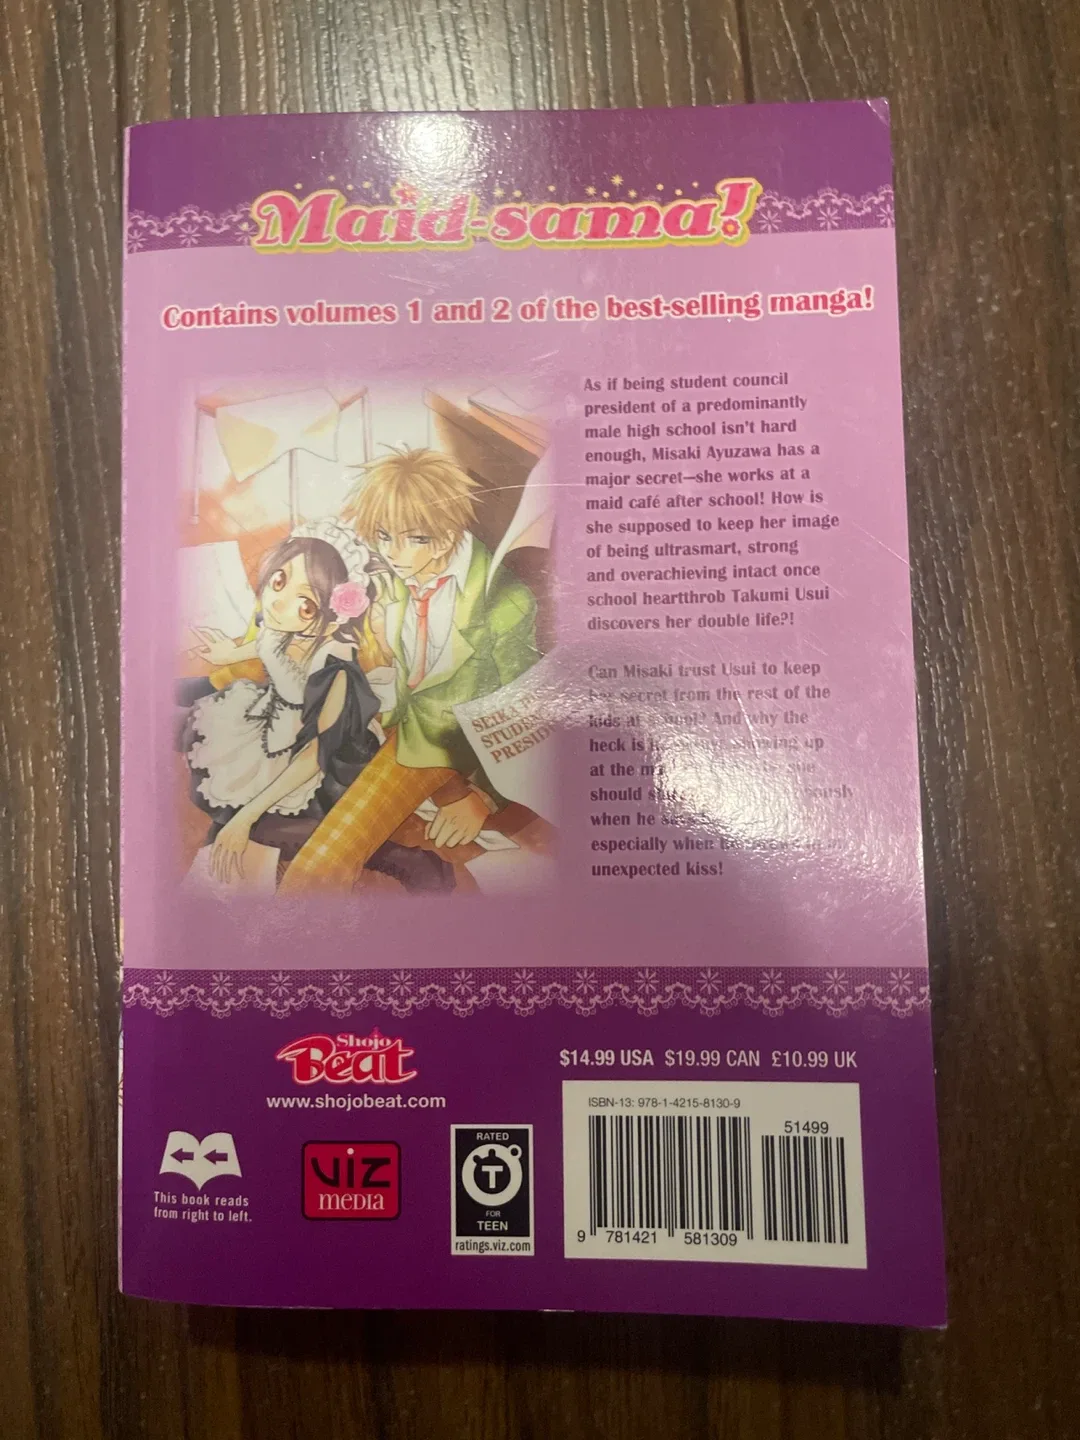 Maid-sama!
Contains volumes 1 and 2 of the best-selling manga!
As if being student council
president of a predominantly
male high school isn't hard
enough, Misaki Ayuzawa has a
major secret—she works at a
maid café after school! How is
she supposed to keep her image
of being ultrasmart, strong
and overachieving intact once
school heartthrob Takumi Usui
discovers her double life?!
Can Misaki trust Usui to keep
her secret from the rest of the
kids at school? And why the
heck is he always showing up
at the
should
when he
especially when
unexpected kiss!
SEIKA
STUDENT
PRESID
Shojo
Beat
www.shojobeat.com
$14.99 USA $19.99 CAN £10.99 UK
ISBN-13: 978-1-4215-8130-9
51499
9 781421 581309
This book reads
from right to left.
VIZ
MEDIA
RATED
T
FOR
TEEN
ratings.viz.com